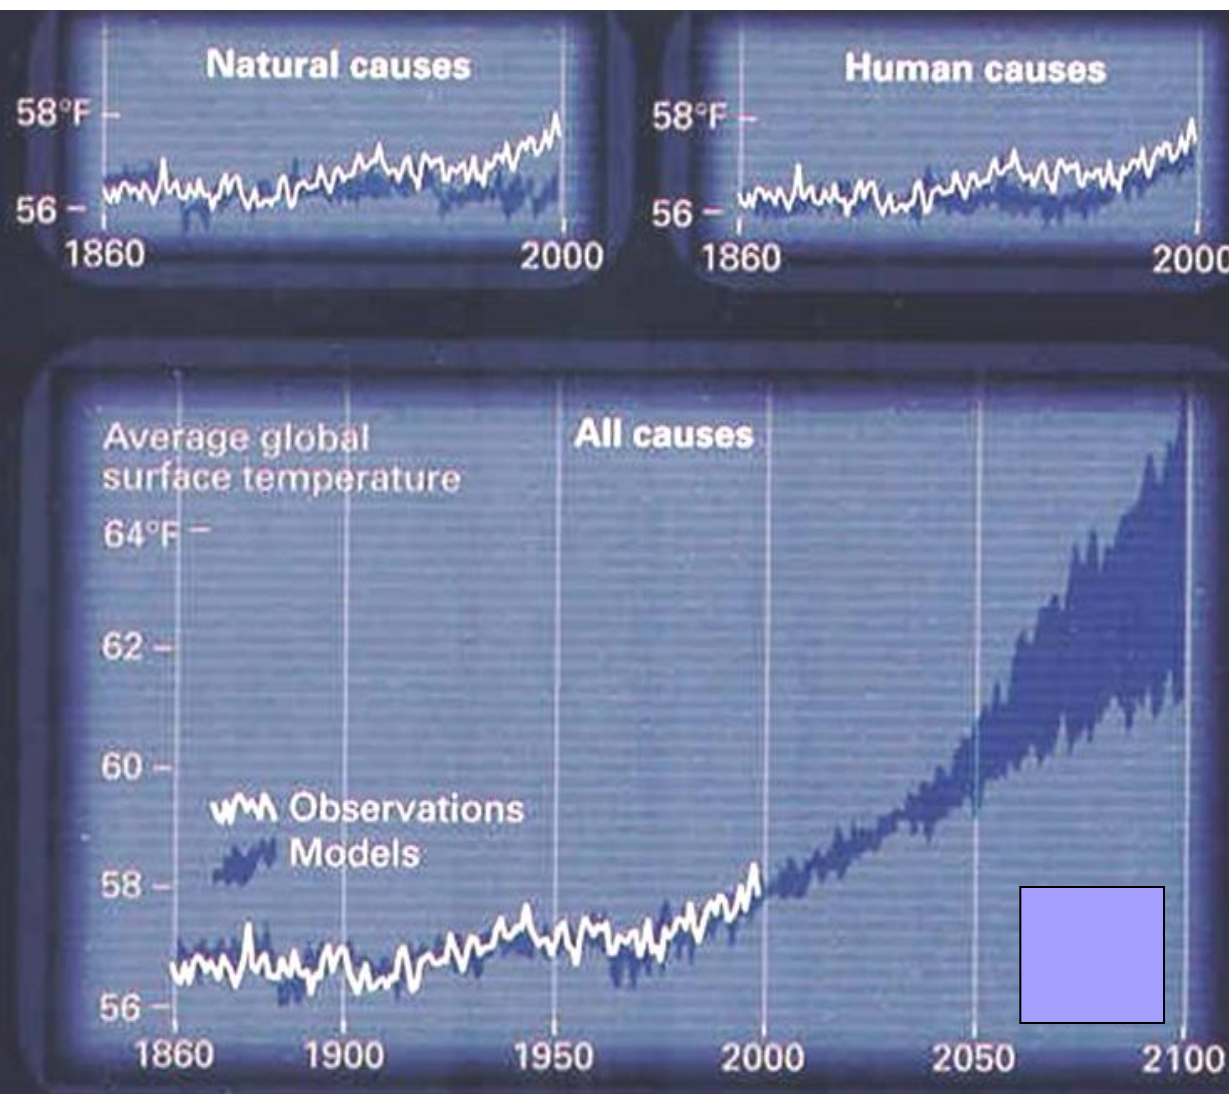 Natural causes
58°F
56
1860
2000
Human causes
58°F
56
1860
2000
Average global
surface temperature
All causes
64°F
62
60
Observations
Models
58
56
1860
1900
1950
2000
2050
2100